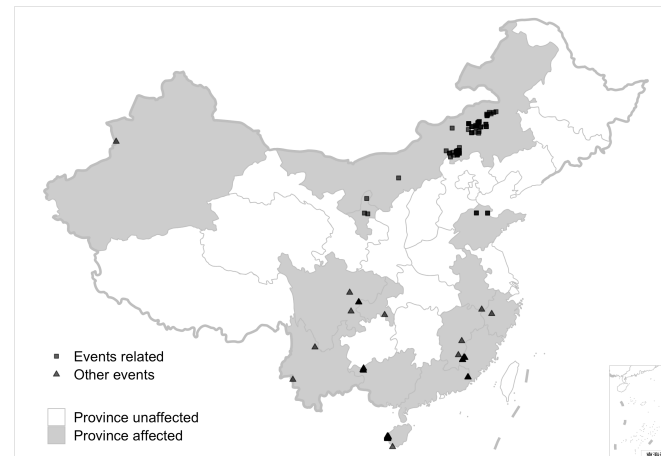 Events related
Other events
Province unaffected
Province affected